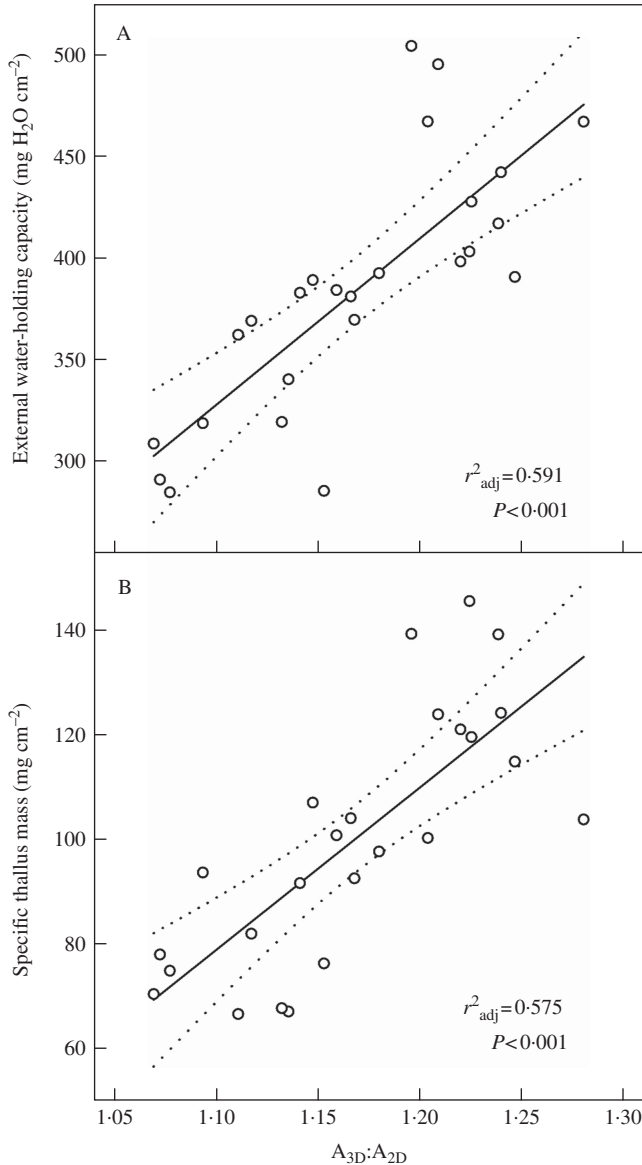 A
500
450
400
350
300
External water-holding capacity (mg H₂O cm⁻²)
r²adj=0·591
P<0·001
B
140
120
100
80
60
Specific thallus mass (mg cm⁻²)
r²adj=0·575
P<0·001
1·05 1·10 1·15 1·20 1·25 1·30
A₃D:A₂D